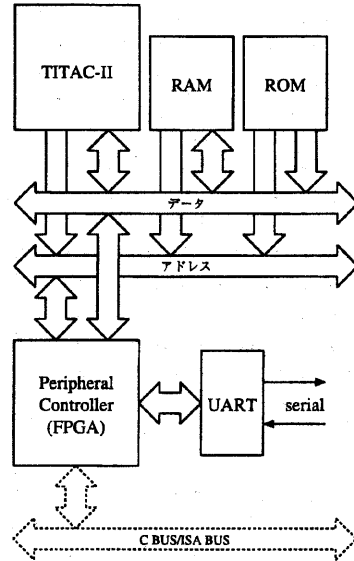 TITAC-II
RAM
ROM
データ
アドレス
Peripheral
Controller
(FPGA)
UART
serial
C BUS/ISA BUS